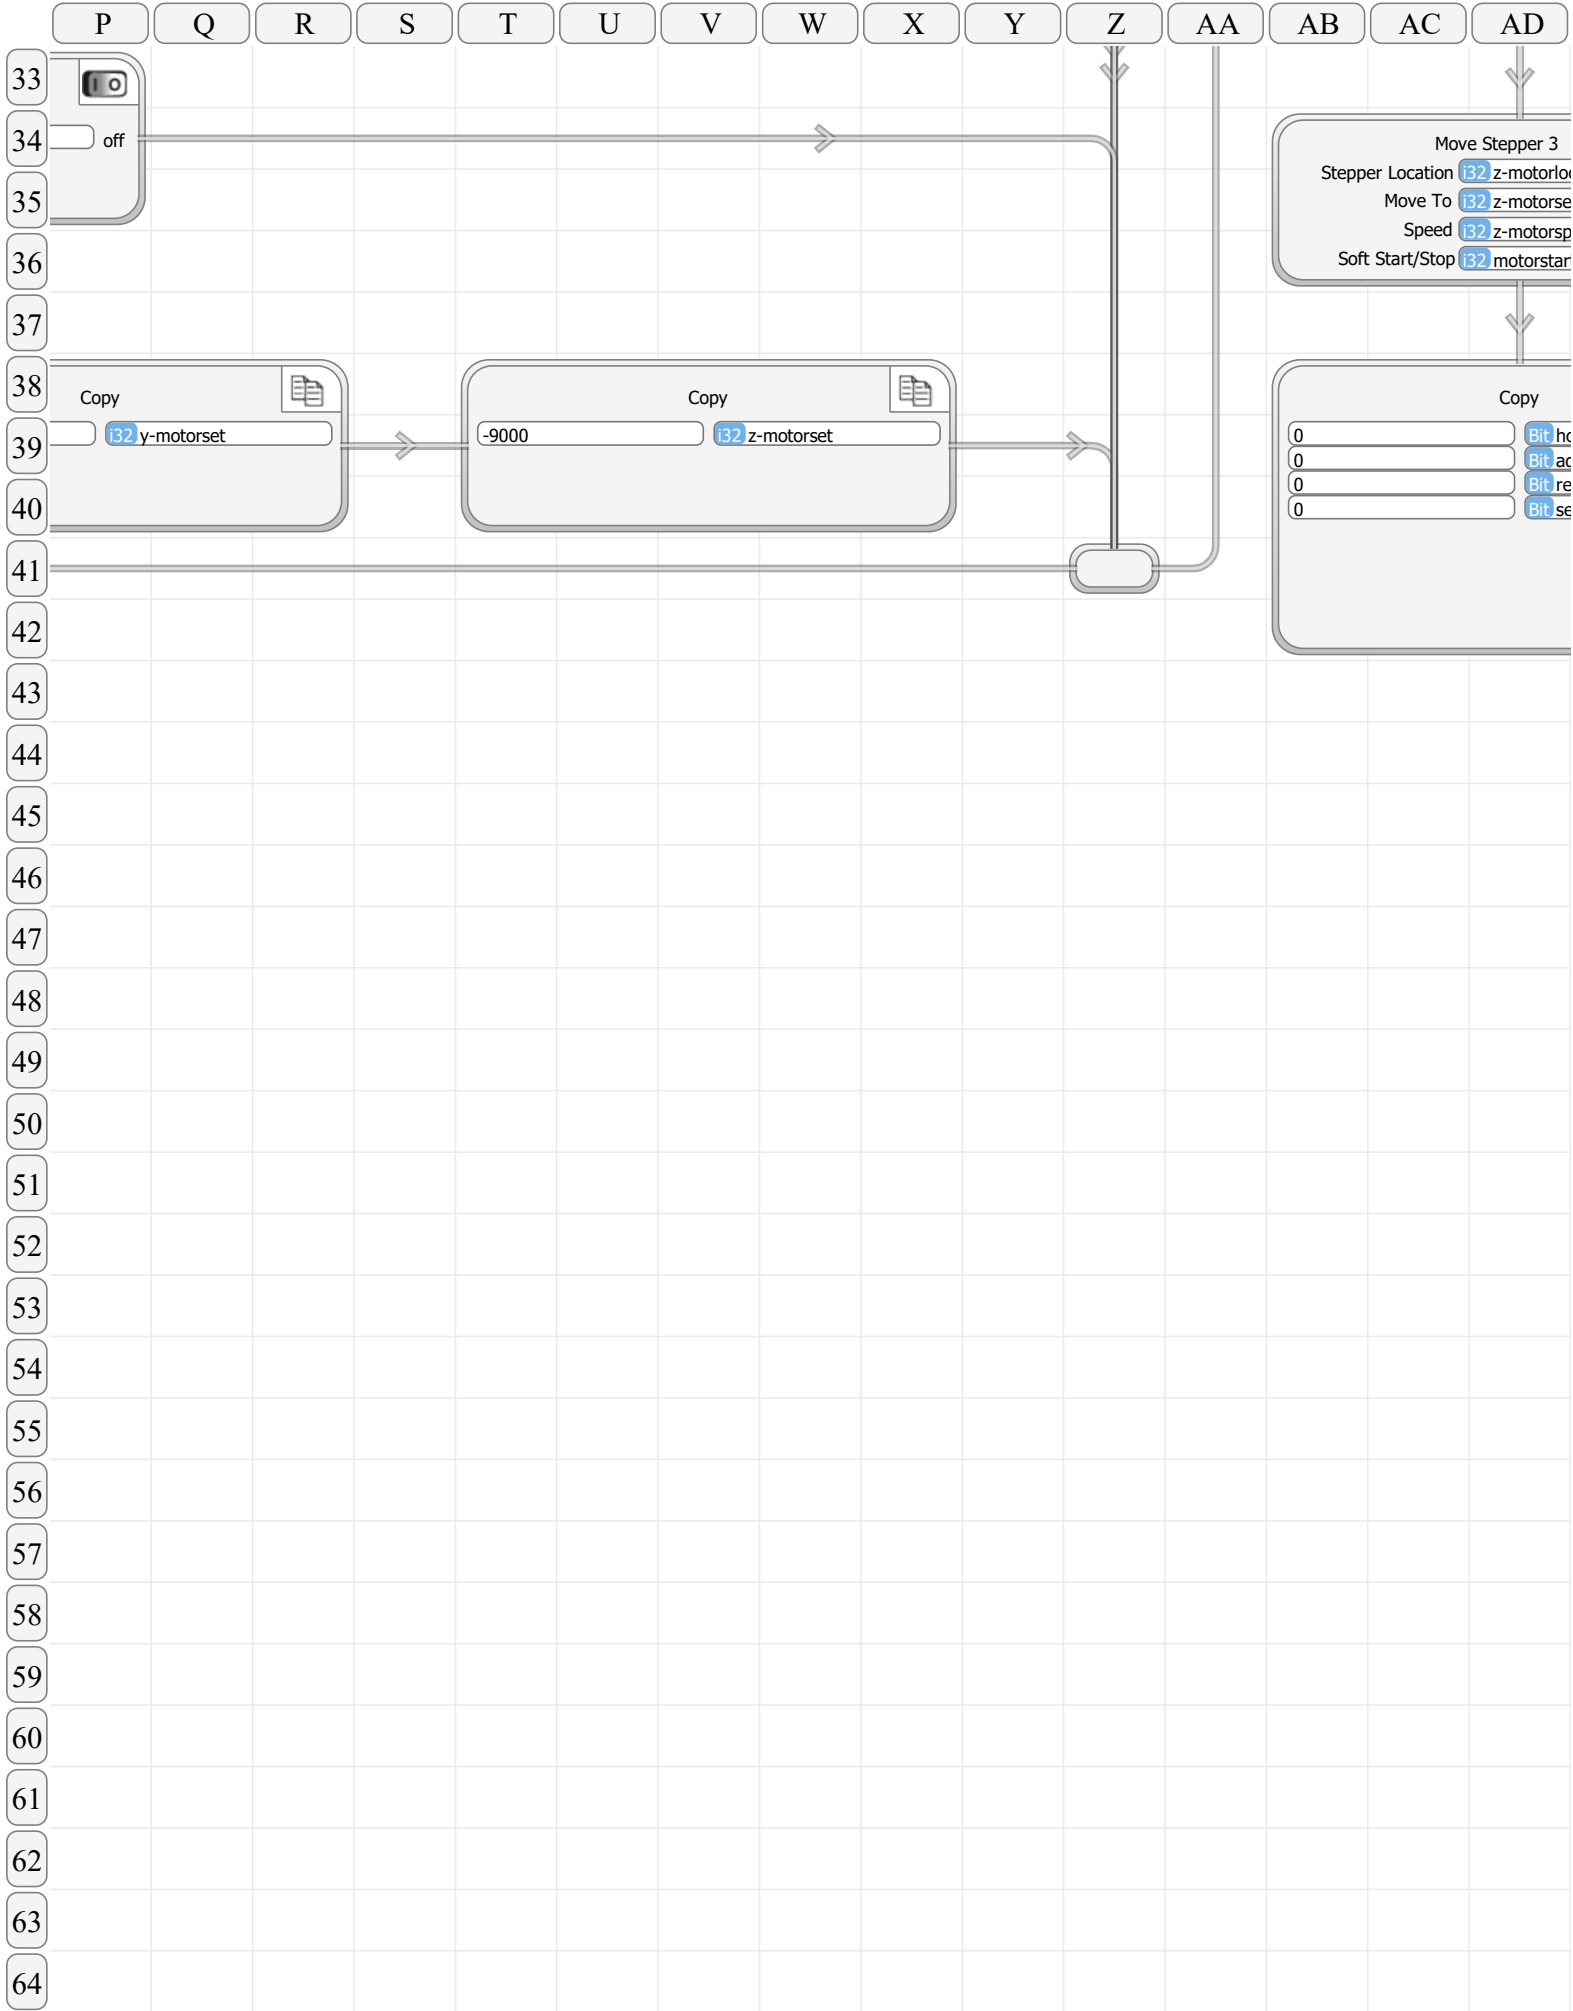 P Q R S T U V W X Y Z AA AB AC AD
33
34 off Move Stepper 3
Stepper Location i32
35 Move To i32
Speed i32
36 Soft Start/Stop i32
37
38 Copy Copy Copy
39 i32 y-motorset -9000 i32 z-motorset 0 Bit
0 Bit
40 0 Bit
0 Bit
41
42
43
44
45
46
47
48
49
50
51
52
53
54
55
56
57
58
59
60
61
62
63
64